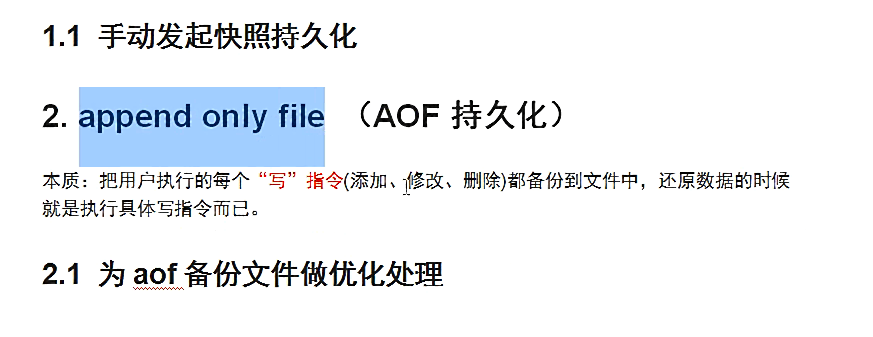 1.1 手动发起快照持久化
2. append only file （AOF 持久化）
本质：把用户执行的每个“写”指令(添加、修改、删除)都备份到文件中，还原数据的时候
就是执行具体写指令而已。
2.1 为 aof 备份文件做优化处理